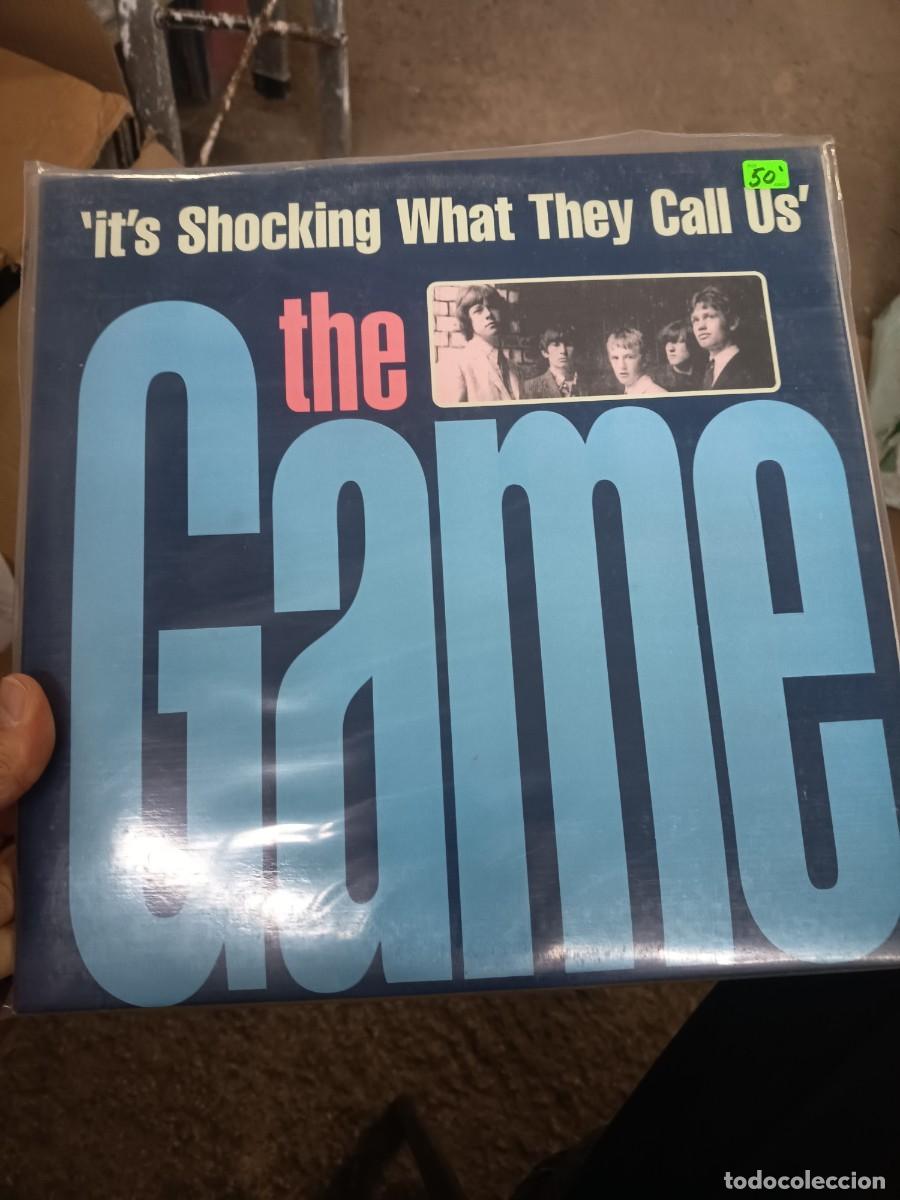 50'
'it's Shocking What They Call Us'
the
Game
todocoleccion